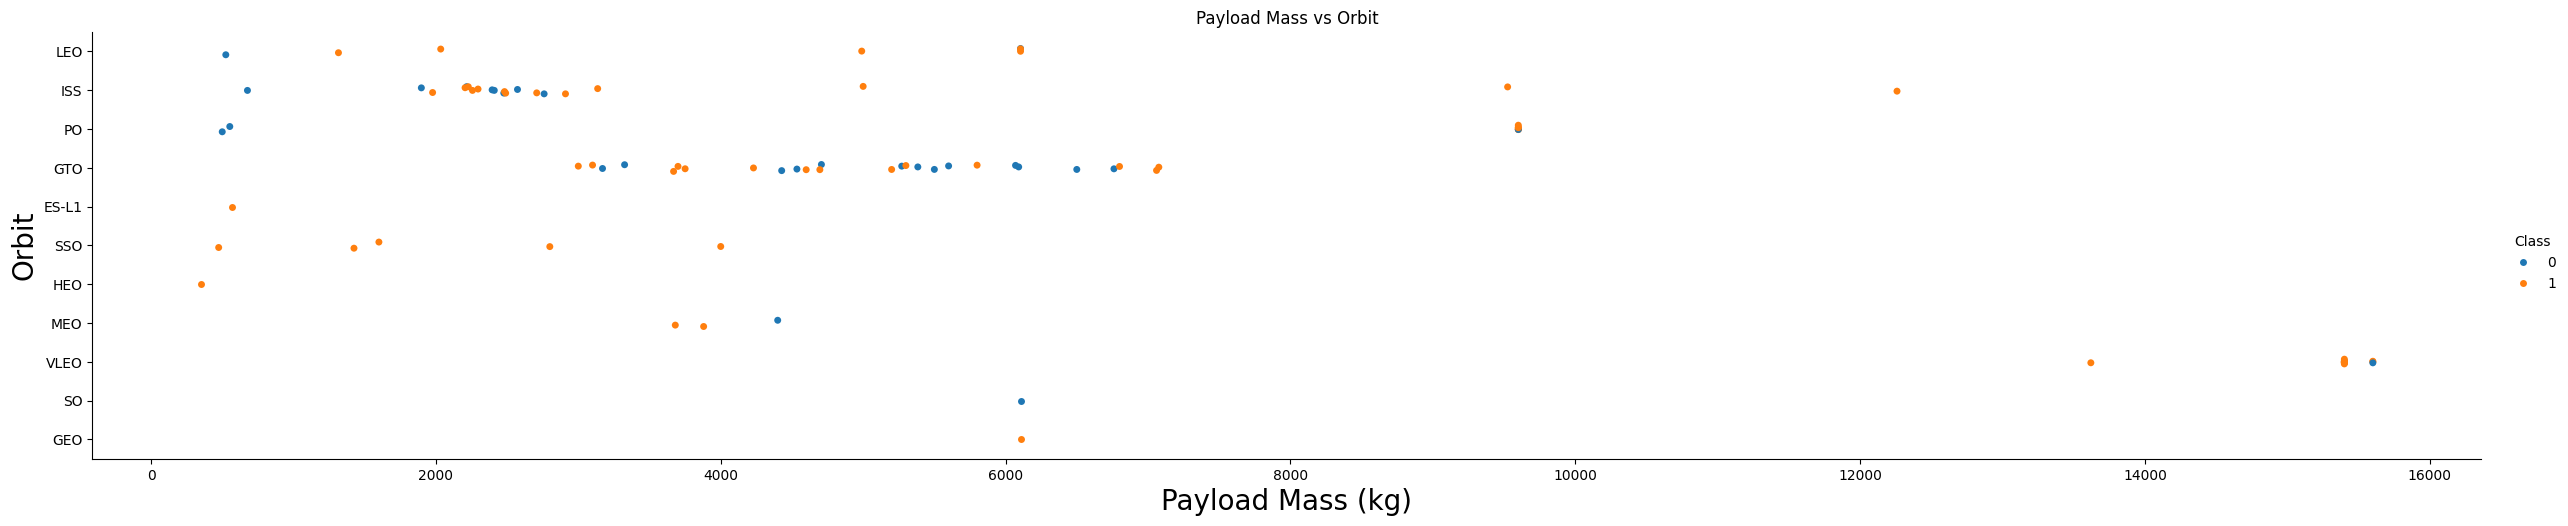 Payload Mass vs Orbit
Orbit
LEO
ISS
PO
GTO
ES-L1
SSO
HEO
MEO
VLEO
SO
GEO
0 2000 4000 6000 8000 10000 12000 14000 16000
Payload Mass (kg)
Class
0
1